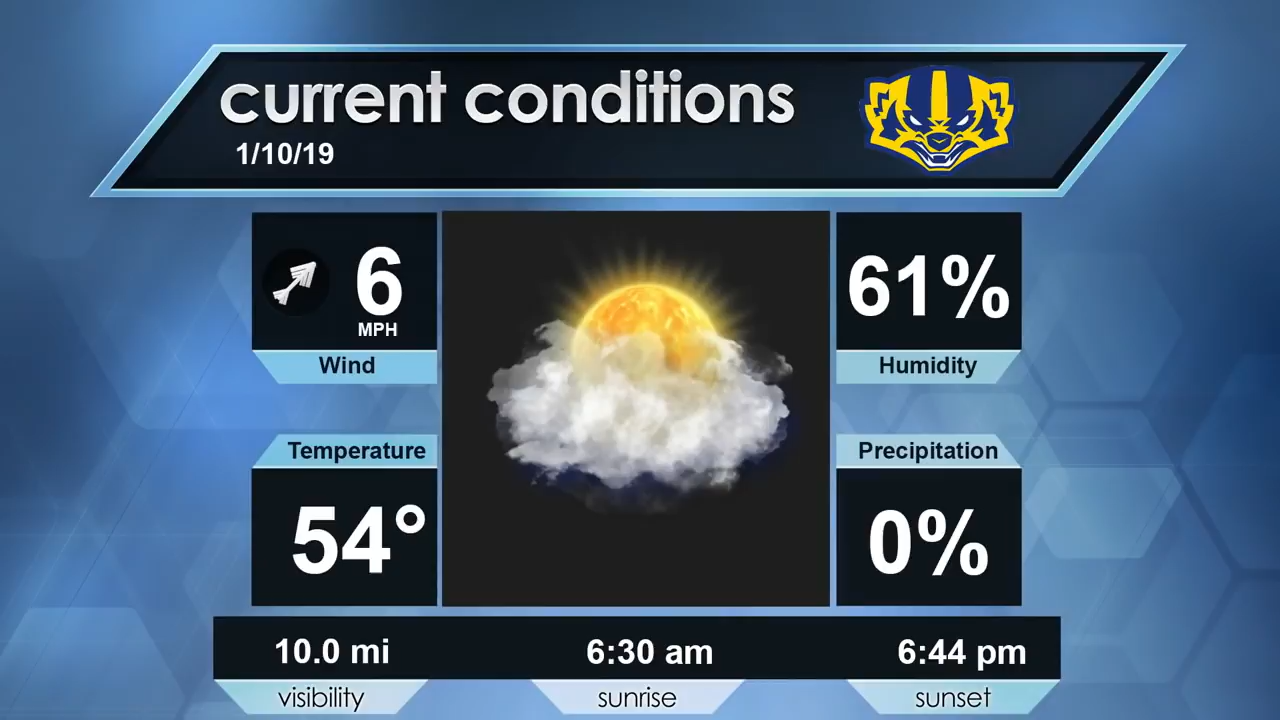 current conditions
1/10/19
6
MPH
Wind
61%
Humidity
Temperature
54°
Precipitation
0%
10.0 mi
6:30 am
6:44 pm
visibility
sunrise
sunset